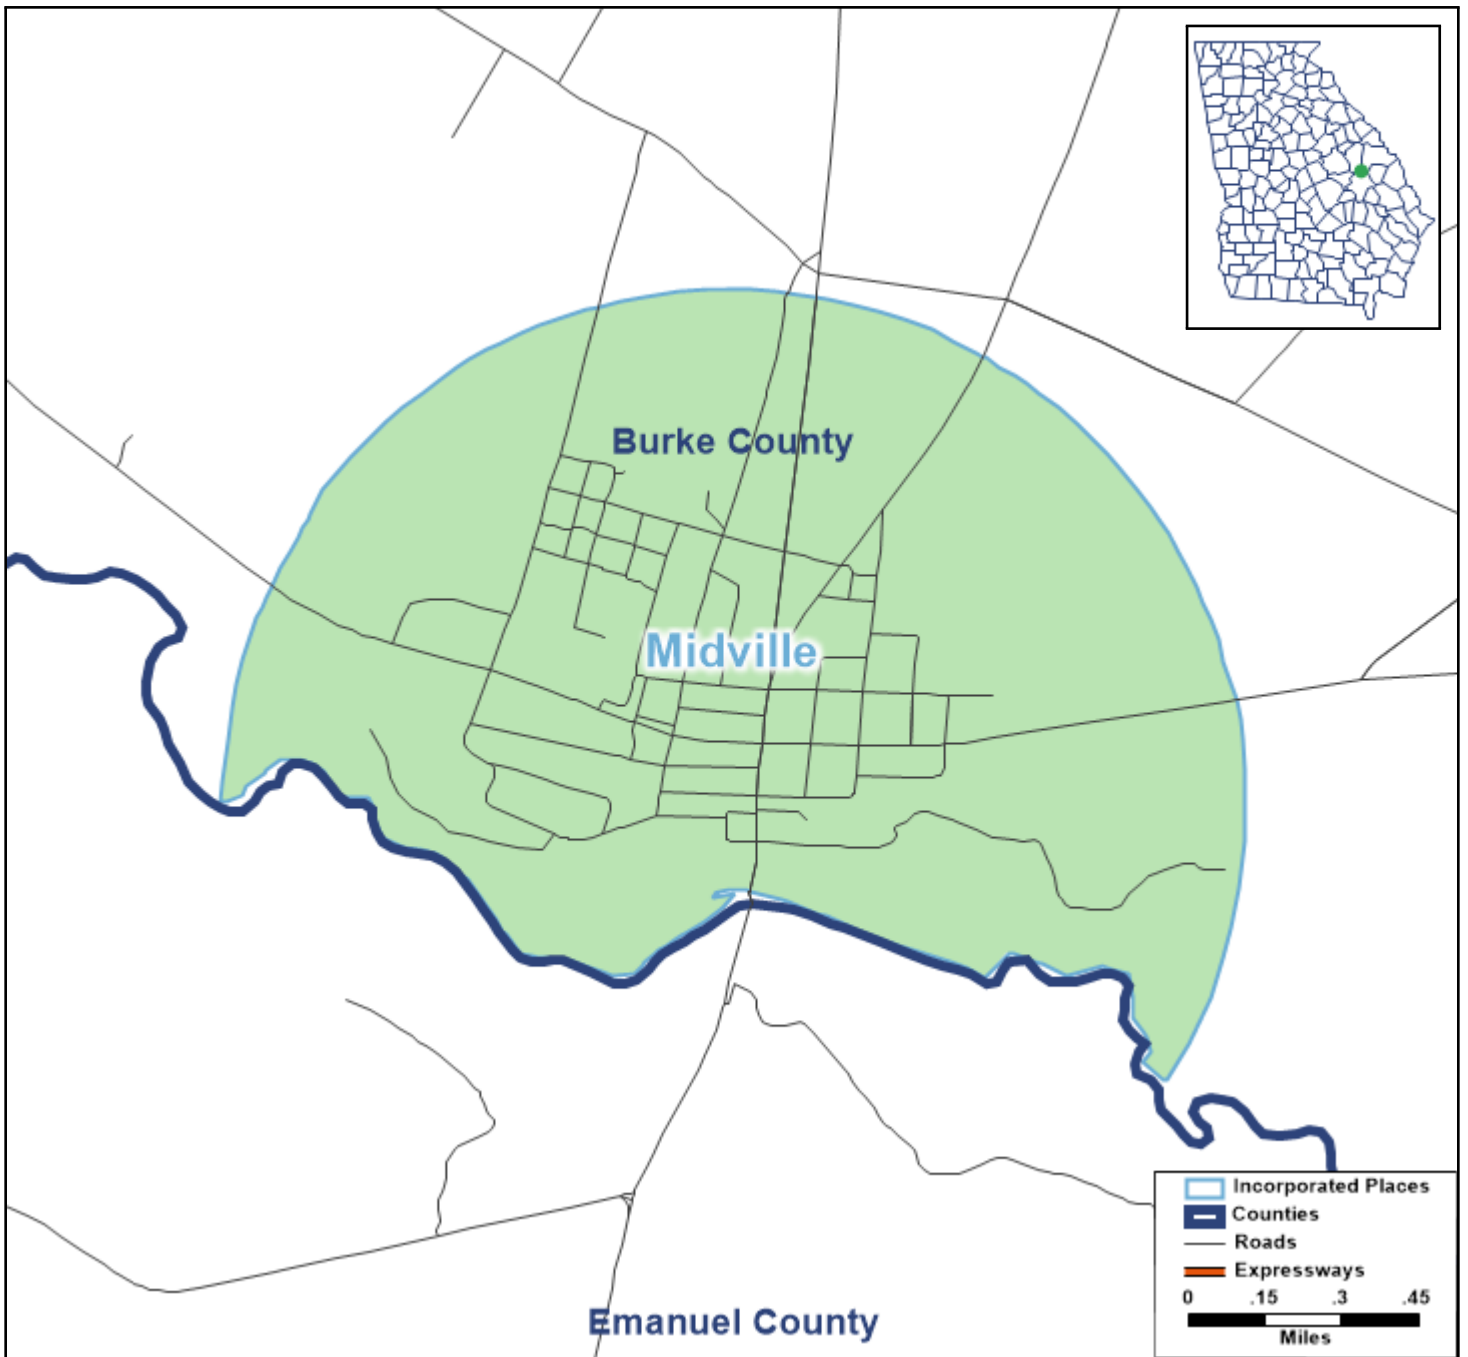 Burke County
Midville
Emanuel County
Incorporated Places
Counties
Roads
Expressways
0 .15 .3 .45
Miles